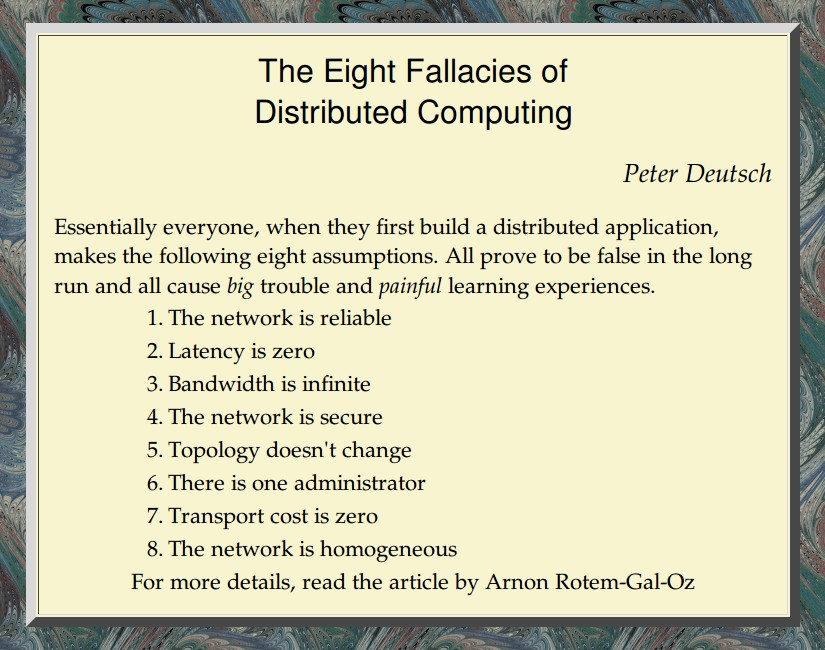 The Eight Fallacies of
Distributed Computing
Peter Deutsch
Essentially everyone, when they first build a distributed application,
makes the following eight assumptions. All prove to be false in the long
run and all cause big trouble and painful learning experiences.
1. The network is reliable
2. Latency is zero
3. Bandwidth is infinite
4. The network is secure
5. Topology doesn't change
6. There is one administrator
7. Transport cost is zero
8. The network is homogeneous
For more details, read the article by Arnon Rotem-Gal-Oz